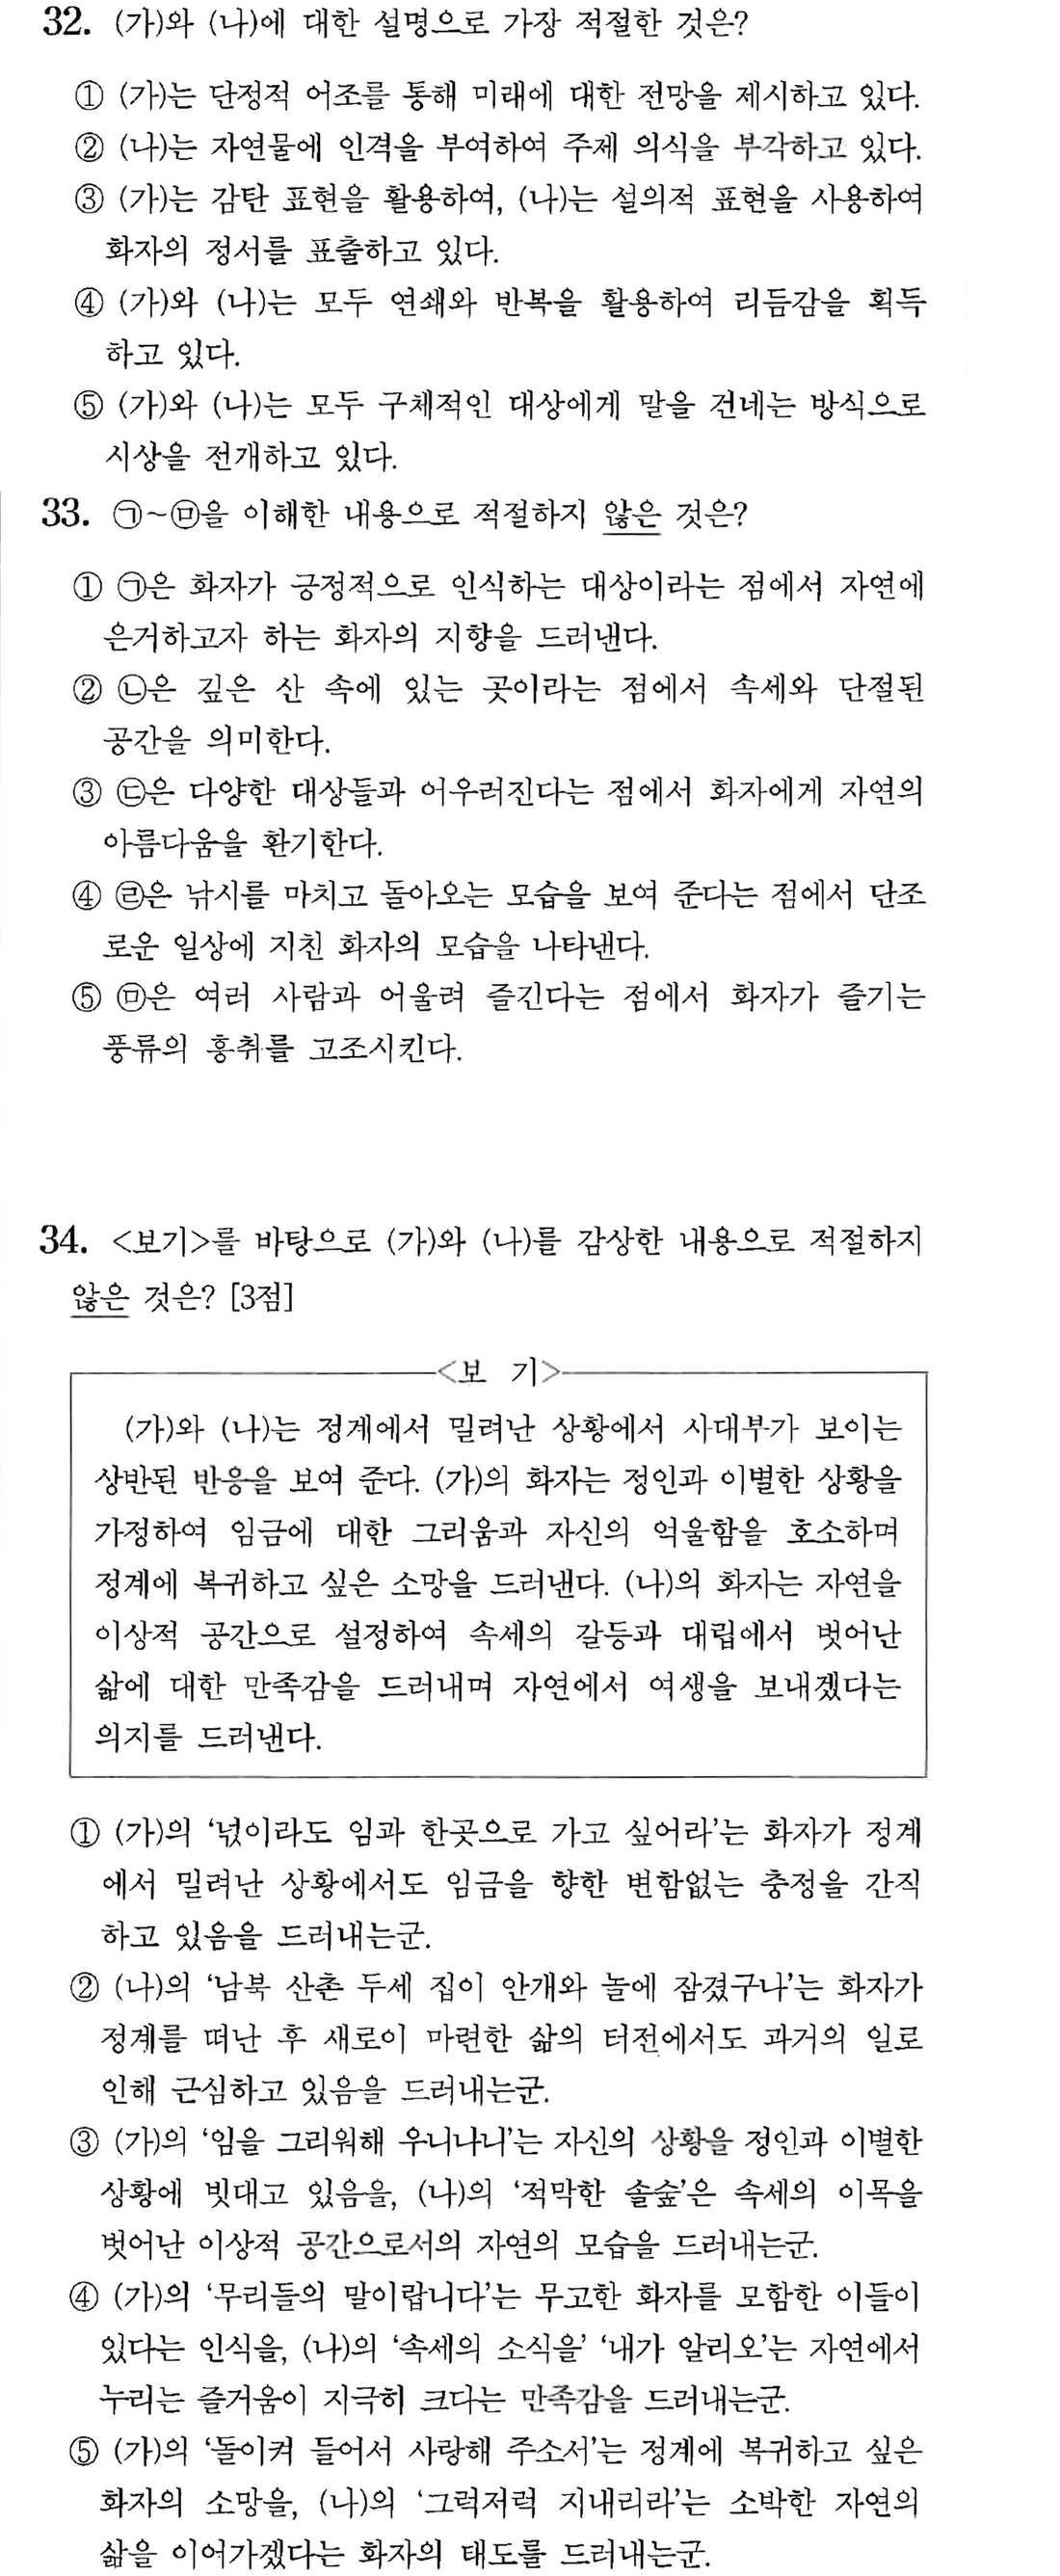 32. (가)와 (나)에 대한 설명으로 가장 적절한 것은?
① (가)는 단정적 어조를 통해 미래에 대한 전망을 제시하고 있다.
② (나)는 자연물에 인격을 부여하여 주제 의식을 부각하고 있다.
③ (가)는 감탄 표현을 활용하여, (나)는 설의적 표현을 사용하여
화자의 정서를 표출하고 있다.
④ (가)와 (나)는 모두 연쇄와 반복을 활용하여 리듬감을 획득
하고 있다.
⑤ (가)와 (나)는 모두 구체적인 대상에게 말을 건네는 방식으로
시상을 전개하고 있다.
33. ㉠~㉤을 이해한 내용으로 적절하지 않은 것은?
① ㉠은 화자가 긍정적으로 인식하는 대상이라는 점에서 자연에
은거하고자 하는 화자의 지향을 드러낸다.
② ㉡은 깊은 산 속에 있는 곳이라는 점에서 속세와 단절된
공간을 의미한다.
③ ㉢은 다양한 대상들과 어우러진다는 점에서 화자에게 자연의
아름다움을 환기한다.
④ ㉣은 낚시를 마치고 돌아오는 모습을 보여 준다는 점에서 단조
로운 일상에 지친 화자의 모습을 나타낸다.
⑤ ㉤은 여러 사람과 어울려 즐긴다는 점에서 화자가 즐기는
풍류의 흥취를 고조시킨다.
34. <보기>를 바탕으로 (가)와 (나)를 감상한 내용으로 적절하지
않은 것은? [3점]
<보 기>
(가)와 (나)는 정계에서 밀려난 상황에서 사대부가 보이는
상반된 반응을 보여 준다. (가)의 화자는 정인과 이별한 상황을
가정하여 임금에 대한 그리움과 자신의 억울함을 호소하며
정계에 복귀하고 싶은 소망을 드러낸다. (나)의 화자는 자연을
이상적 공간으로 설정하여 속세의 갈등과 대립에서 벗어난
삶에 대한 만족감을 드러내며 자연에서 여생을 보내겠다는
의지를 드러낸다.
① (가)의 ‘넋이라도 임과 한곳으로 가고 싶어라’는 화자가 정계
에서 밀려난 상황에서도 임금을 향한 변함없는 충정을 간직
하고 있음을 드러내는군.
② (나)의 ‘남북 산촌 두세 집이 안개와 놀에 잠겼구나’는 화자가
정계를 떠난 후 새로이 마련한 삶의 터전에서도 과거의 일로
인해 근심하고 있음을 드러내는군.
③ (가)의 ‘임을 그리워해 우니나니’는 자신의 상황을 정인과 이별한
상황에 빗대고 있음을, (나)의 ‘적막한 솔숲’은 속세의 이목을
벗어난 이상적 공간으로서의 자연의 모습을 드러내는군.
④ (가)의 ‘무리들의 말이랍니다’는 무고한 화자를 모함한 이들이
있다는 인식을, (나)의 ‘속세의 소식을’ ‘내가 알리오’는 자연에서
누리는 즐거움이 지극히 크다는 만족감을 드러내는군.
⑤ (가)의 ‘돌이켜 들어서 사랑해 주소서’는 정계에 복귀하고 싶은
화자의 소망을, (나)의 ‘그럭저럭 지내리라’는 소박한 자연의
삶을 이어가겠다는 화자의 태도를 드러내는군.